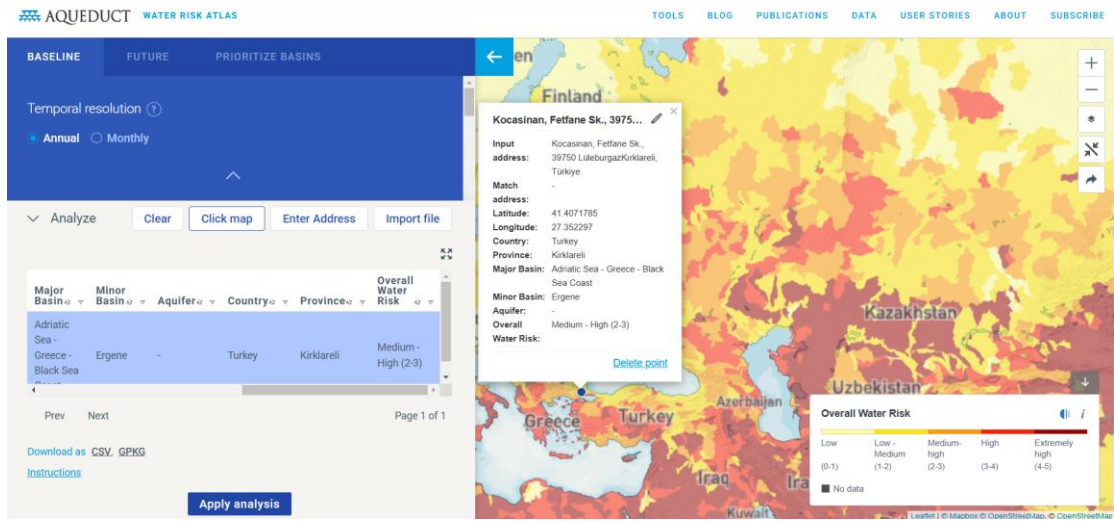 AQUEDUCT WATER RISK ATLAS
TOOLS BLOG PUBLICATIONS DATA USER STORIES ABOUT SUBSCRIBE
BASELINE FUTURE PRIORITIZE BASINS
Temporal resolution ?
Annual Monthly
Analyze Clear Click map Enter Address Import file
Major Basin Minor Basin Aquifer Country Province Overall Water Risk
Adriatic Sea - Greece - Black Sea Ergene - Turkey Kirklareli Medium - High (2-3)
Prev Next Page 1 of 1
Download as CSV, GPKG
Instructions
Apply analysis
en
Finland
Kocasinan, Fetfane Sk., 3975... ×
Input address: Kocasinan, Fetfane Sk., 39750 LüleburgazKirklareli, Türkiye
Match address: -
Latitude: 41.4071785
Longitude: 27.352297
Country: Turkey
Province: Kirklareli
Major Basin: Adriatic Sea - Greece - Black Sea Coast
Minor Basin: Ergene
Aquifer: -
Overall Water Risk: Medium - High (2-3)
Delete point
Kazakhstan
Uzbekistan
Azerbaijan
Greece
Turkey
Iraq
Ira
Kuwait
Overall Water Risk i
Low Low - Medium Medium-high High Extremely high
(0-1) (1-2) (2-3) (3-4) (4-5)
No data
Leaflet | © Mapbox © OpenStreetMap, © OpenStreetMap